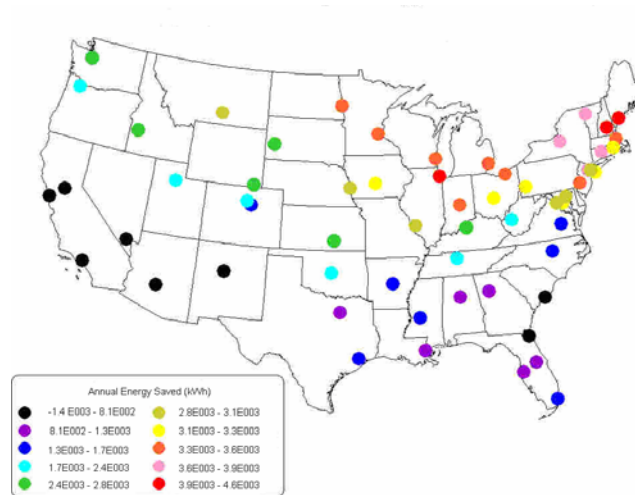 Annual Energy Saved (kWh)
-1.4 E003 - 8.1E002
8.1E002 - 1.3E003
1.3E003 - 1.7E003
1.7E003 - 2.4E003
2.4E003 - 2.8E003
2.8E003 - 3.1E003
3.1E003 - 3.3E003
3.3E003 - 3.6E003
3.6E003 - 3.9E003
3.9E003 - 4.6E003